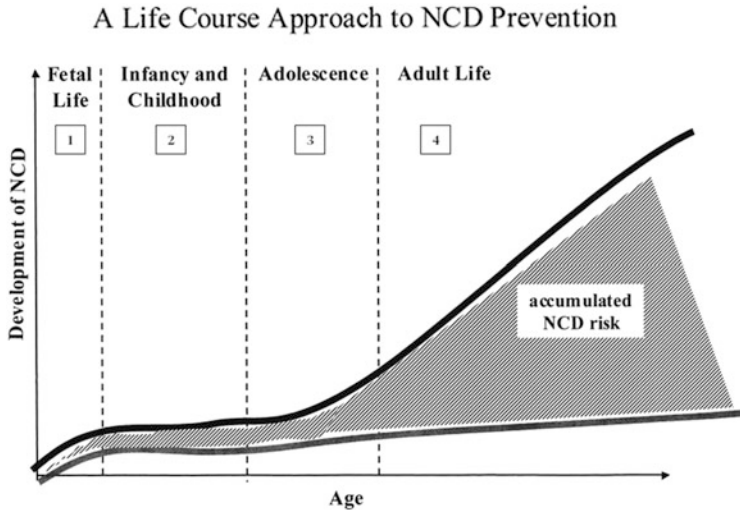 A Life Course Approach to NCD Prevention
Fetal
Life
Infancy and
Childhood
Adolescence
Adult Life
1
2
3
4
Development of NCD
accumulated
NCD risk
Age